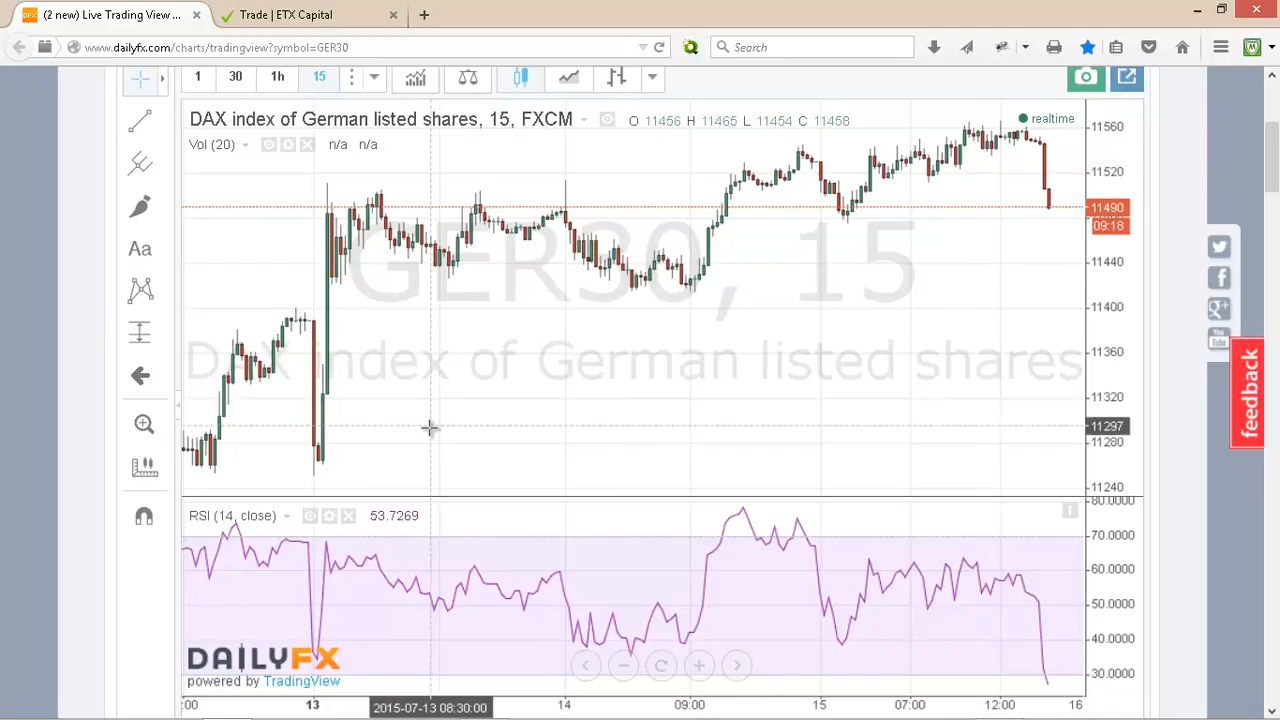 (2 new) Live Trading View ...
Trade | ETX Capital
www.dailyfx.com/charts/tradingview?symbol=GER30
Search
1 30 1h 15
DAX index of German listed shares, 15, FXCM O 11456 H 11465 L 11454 C 11458
realtime
Vol (20) n/a n/a
GER30, 15
DAX index of German listed shares
11560
11520
11490
09:18
11440
11400
11360
11320
11297
11280
11240
Aa
You Tube
feedback
RSI (14, close) 53.7269
80.0000
70.0000
60.0000
50.0000
40.0000
30.0000
DAILYFX
powered by TradingView
:00 13 2015-07-13 08:30:00 14 09:00 15 07:00 12:00 16